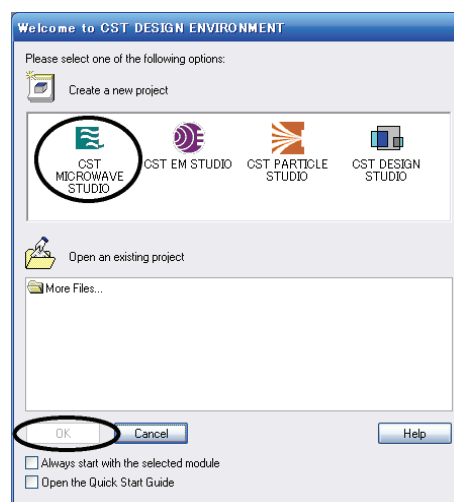 Welcome to CST DESIGN ENVIRONMENT
Please select one of the following options:
Create a new project
CST MICROWAVE STUDIO
CST EM STUDIO
CST PARTICLE STUDIO
CST DESIGN STUDIO
Open an existing project
More Files...
OK
Cancel
Help
Always start with the selected module
Open the Quick Start Guide